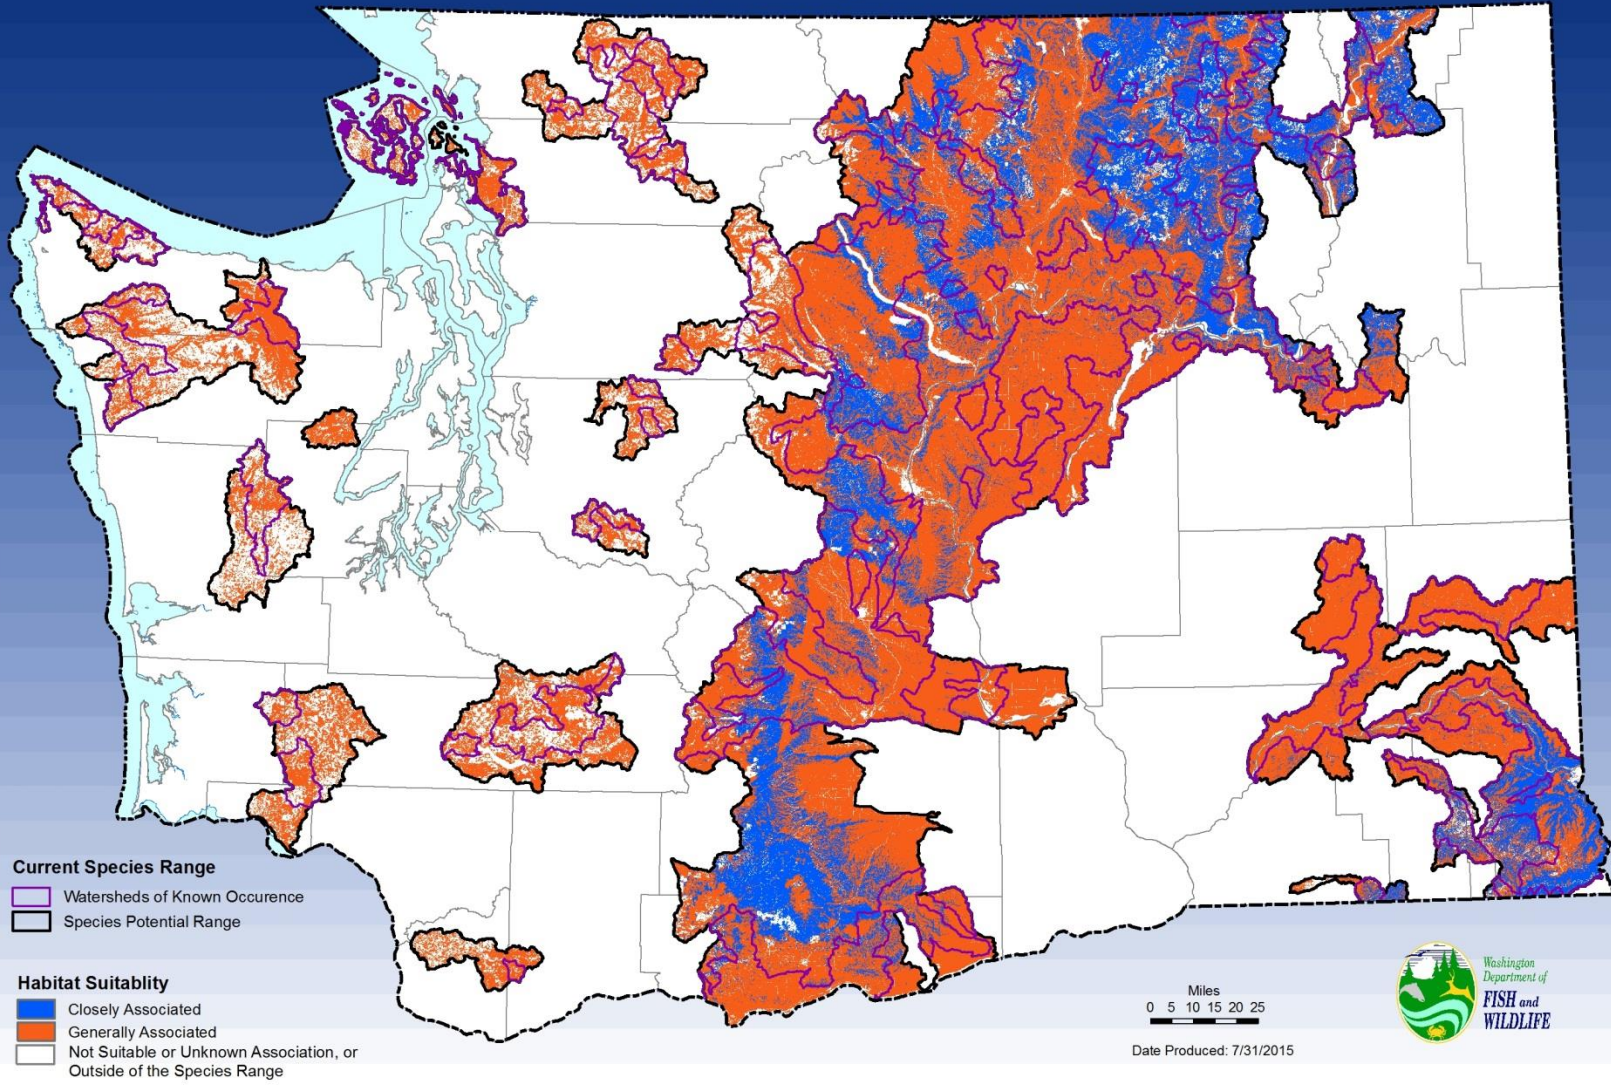 Current Species Range
Watersheds of Known Occurence
Species Potential Range
Habitat Suitablity
Closely Associated
Generally Associated
Not Suitable or Unknown Association, or
Outside of the Species Range
Miles
0 5 10 15 20 25
Date Produced: 7/31/2015
Washington
Department of
FISH and
WILDLIFE